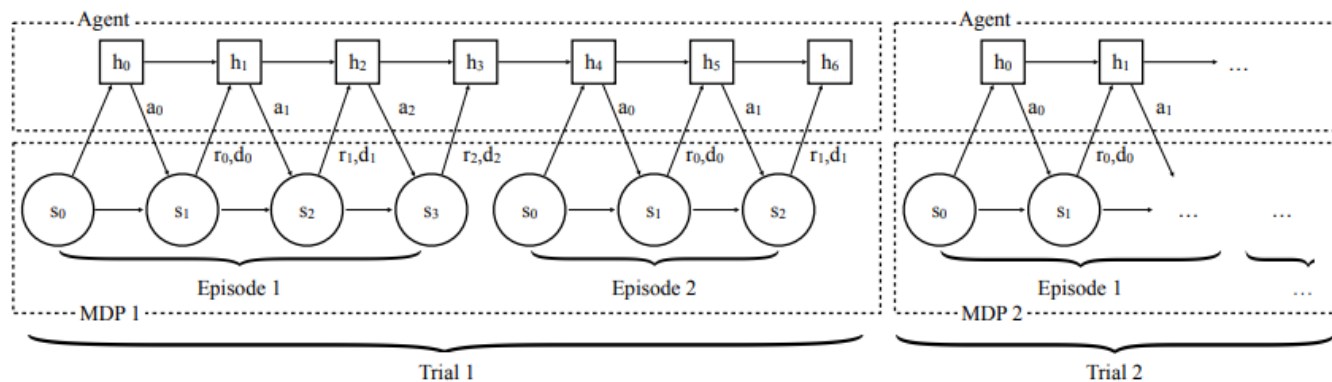 Agent Agent
h₀ h₁ h₂ h₃ h₄ h₅ h₆ h₀ h₁ ...
a₀ a₁ a₂ a₀ a₁ a₀ a₁
r₀,d₀ r₁,d₁ r₂,d₂ r₀,d₀ r₁,d₁ r₀,d₀
s₀ s₁ s₂ s₃ s₀ s₁ s₂ s₀ s₁ ... ...
Episode 1 Episode 2 Episode 1 ...
MDP 1 MDP 2
Trial 1 Trial 2